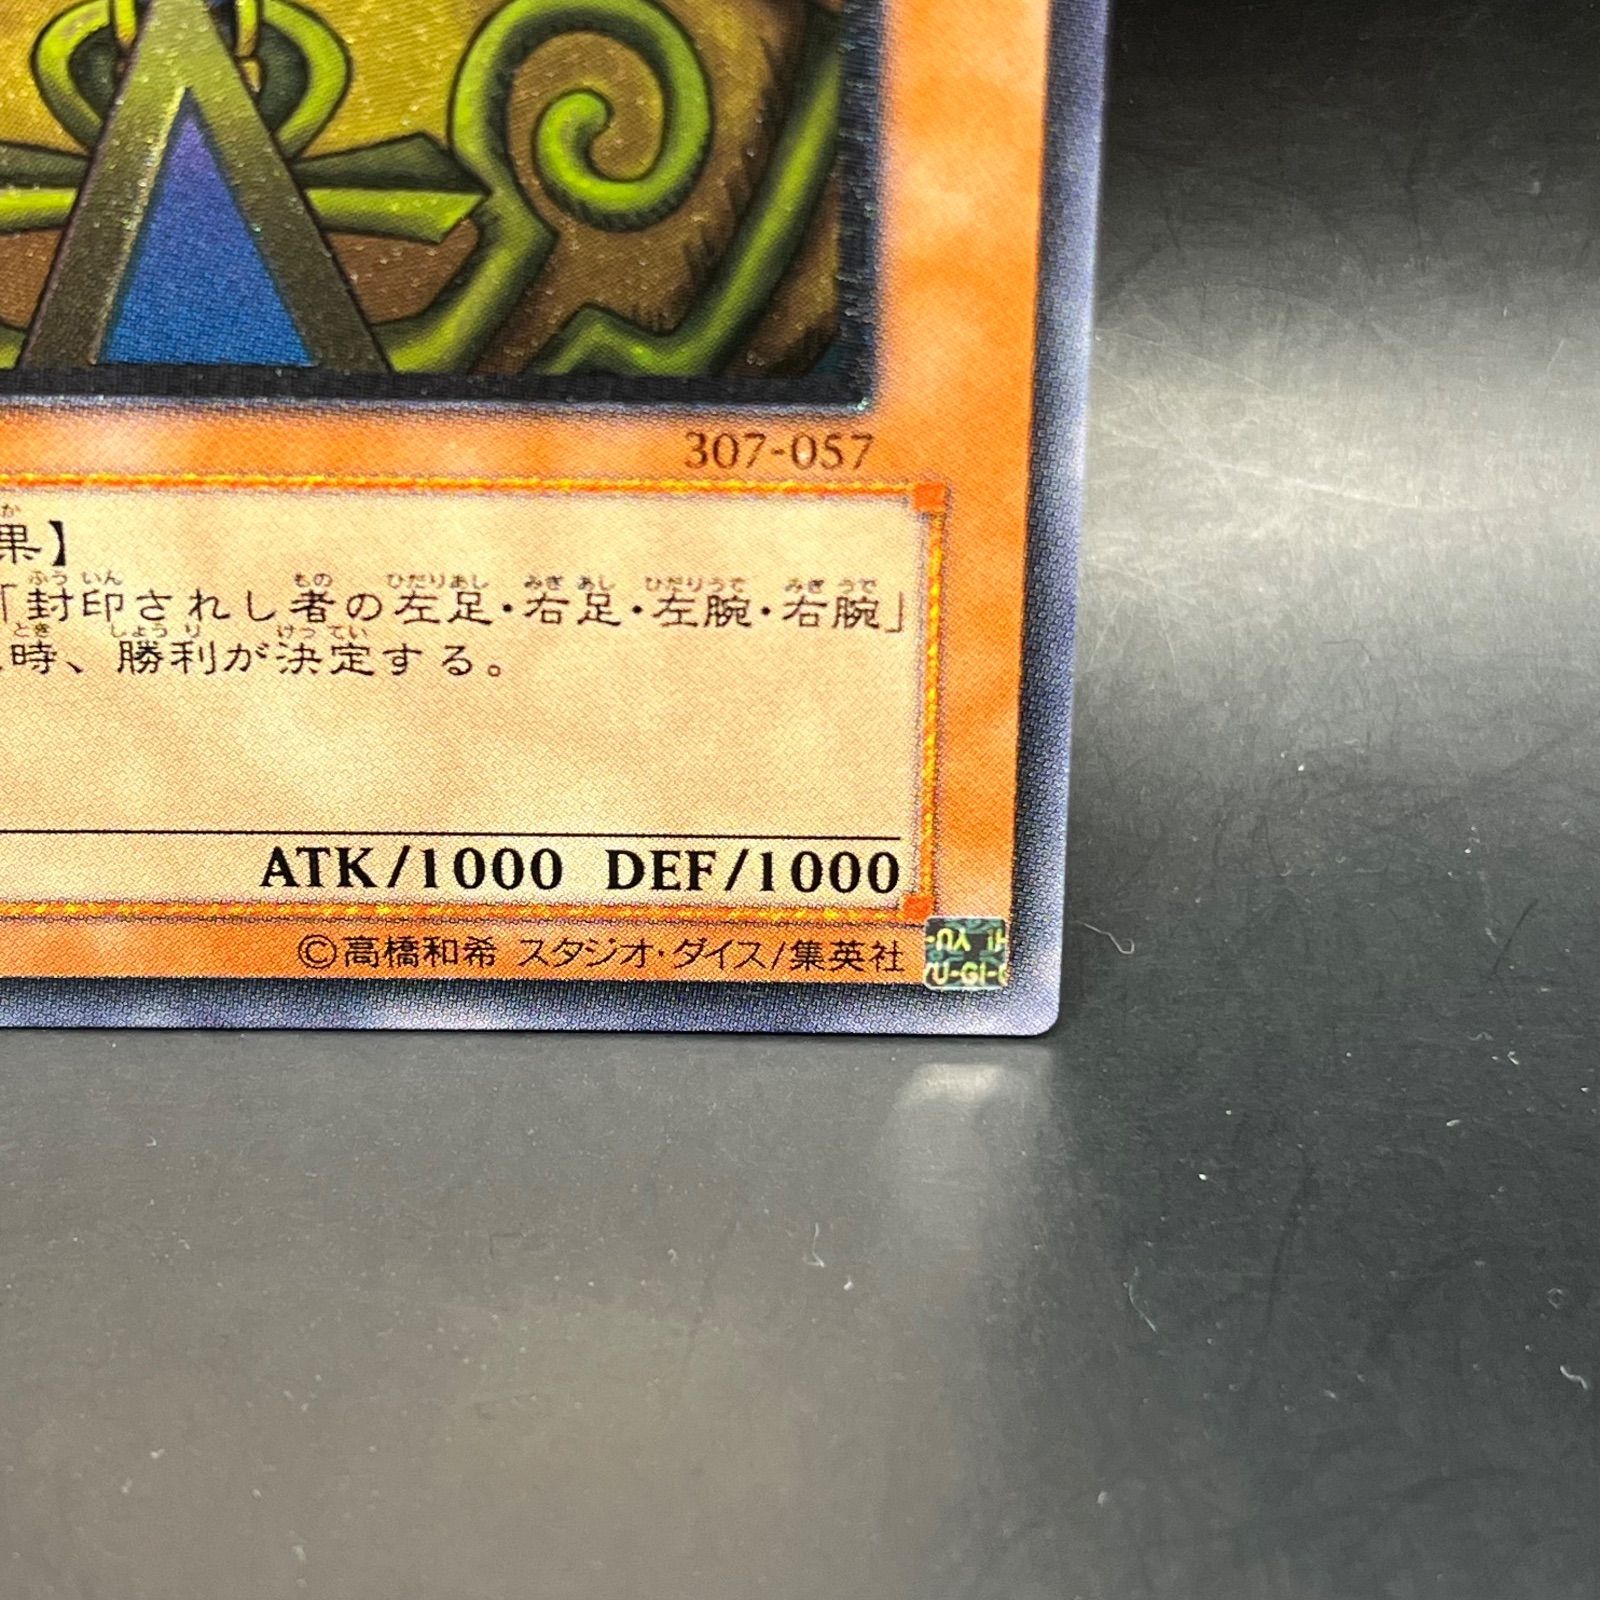 307-057
果】
「封印されし者の左足・右足・左腕・右腕」
時、勝利が決定する。
ATK/1000 DEF/1000
©高橋和希 スタジオ・ダイス/集英社
YU-GI-